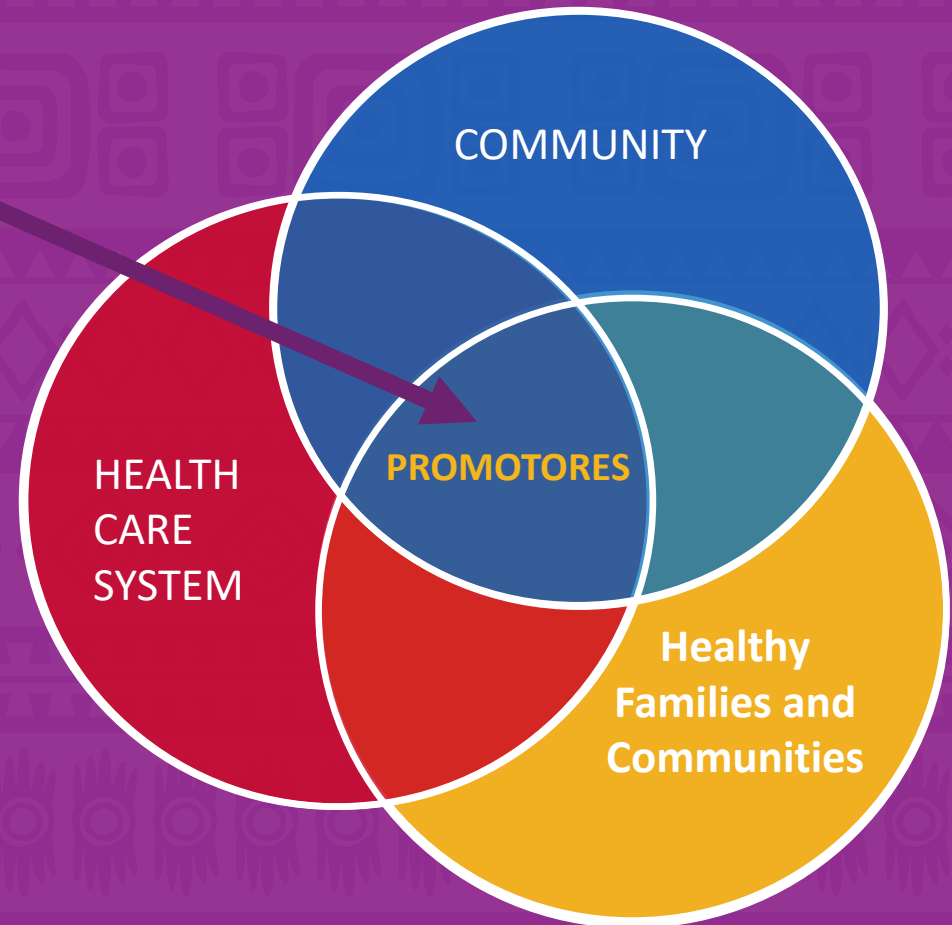 COMMUNITY
PROMOTORES
HEALTH
CARE
SYSTEM
Healthy
Families and
Communities